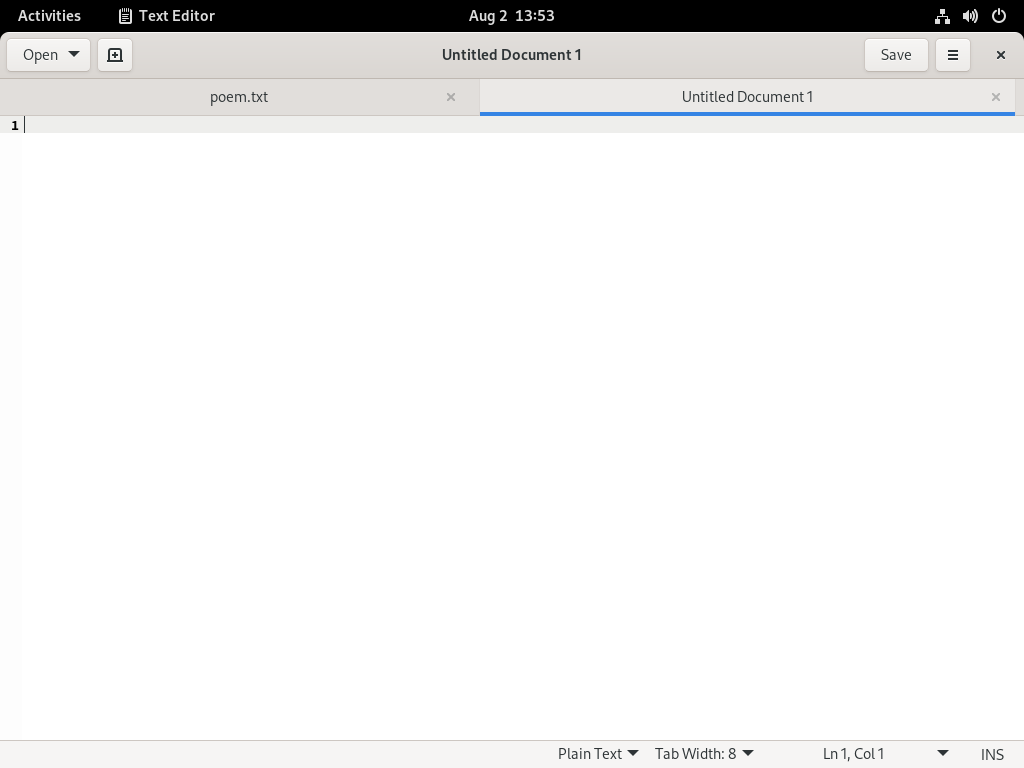 Activities Text Editor Aug 2 13:53
Open Untitled Document 1 Save
poem.txt Untitled Document 1
1
Plain Text Tab Width: 8 Ln 1, Col 1 INS